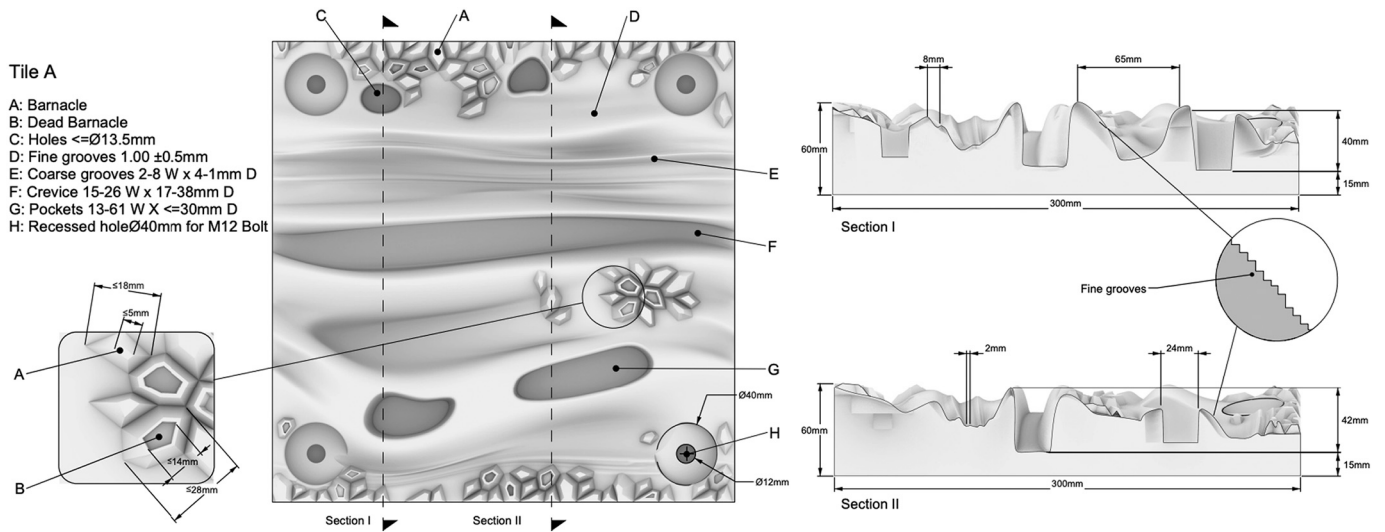 Tile A
A: Barnacle
B: Dead Barnacle
C: Holes <=Ø13.5mm
D: Fine grooves 1.00 ±0.5mm
E: Coarse grooves 2-8 W x 4-1mm D
F: Crevice 15-26 W x 17-38mm D
G: Pockets 13-61 W X <=30mm D
H: Recessed holeØ40mm for M12 Bolt
≤18mm
≤5mm
A
B
≤14mm
≤28mm
C
A
D
E
F
G
Ø40mm
H
Ø12mm
Section I
Section II
8mm
65mm
60mm
40mm
15mm
300mm
Section I
Fine grooves
2mm
24mm
60mm
42mm
15mm
300mm
Section II